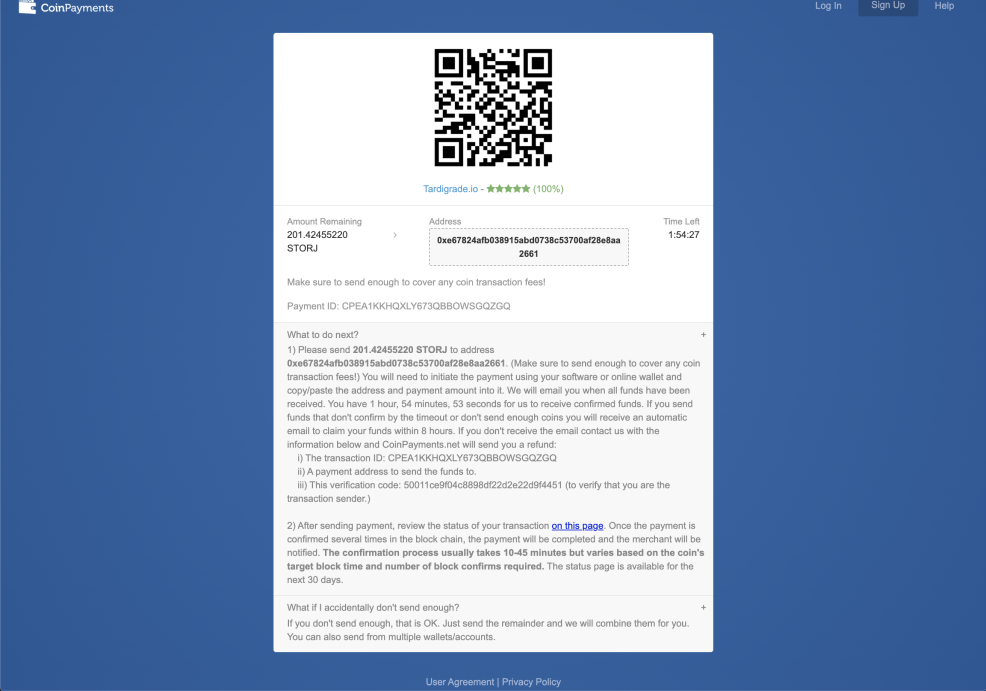 CoinPayments
Log In
Sign Up
Help
Tardigrade.io - ★★★★★ (100%)
Amount Remaining
201.42455220
STORJ
Address
0xe67824afb038915abd0738c53700af28e8aa
2661
Time Left
1:54:27
Make sure to send enough to cover any coin transaction fees!
Payment ID: CPEA1KKHQXLY673QBBOWSGQZGQ
What to do next?
+
1) Please send 201.42455220 STORJ to address
0xe67824afb038915abd0738c53700af28e8aa2661. (Make sure to send enough to cover any coin
transaction fees!) You will need to initiate the payment using your software or online wallet and
copy/paste the address and payment amount into it. We will email you when all funds have been
received. You have 1 hour, 54 minutes, 53 seconds for us to receive confirmed funds. If you send
funds that don't confirm by the timeout or don't send enough coins you will receive an automatic
email to claim your funds within 8 hours. If you don't receive the email contact us with the
information below and CoinPayments.net will send you a refund:
i) The transaction ID: CPEA1KKHQXLY673QBBOWSGQZGQ
ii) A payment address to send the funds to.
iii) This verification code: 50011ce9f04c8898df22d2e22d9f4451 (to verify that you are the
transaction sender.)
2) After sending payment, review the status of your transaction on this page. Once the payment is
confirmed several times in the block chain, the payment will be completed and the merchant will be
notified. The confirmation process usually takes 10-45 minutes but varies based on the coin's
target block time and number of block confirms required. The status page is available for the
next 30 days.
What if I accidentally don't send enough?
+
If you don't send enough, that is OK. Just send the remainder and we will combine them for you.
You can also send from multiple wallets/accounts.
User Agreement | Privacy Policy